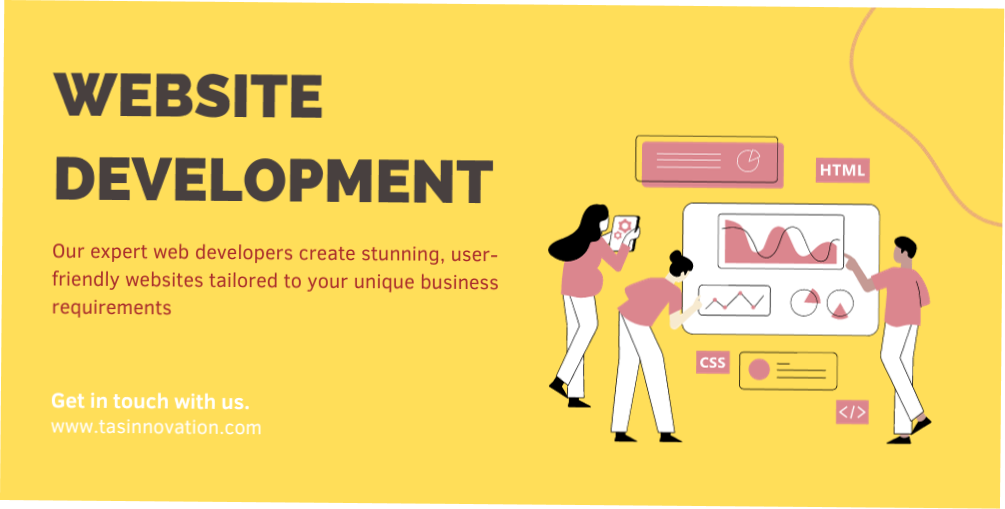 WEBSITE
DEVELOPMENT
Our expert web developers create stunning, user-
friendly websites tailored to your unique business
requirements
Get in touch with us.
www.tasinnovation.com
HTML
CSS
</>